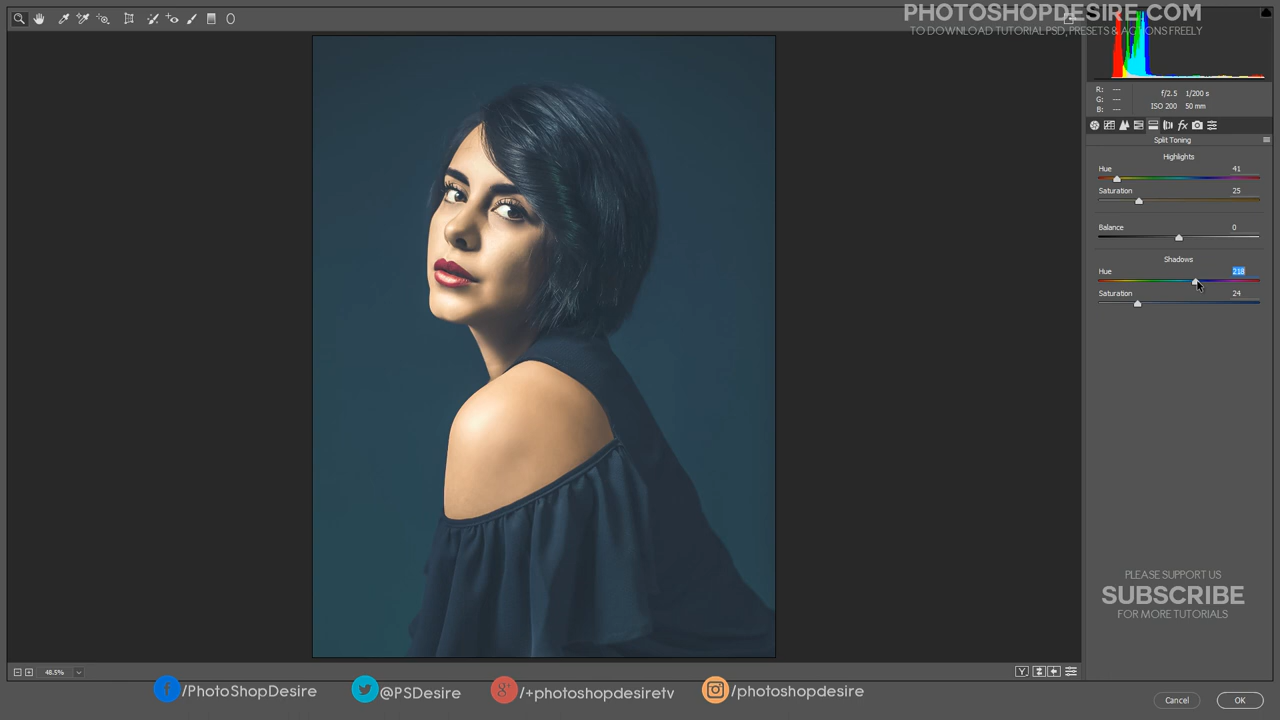 PHOTOSHOPDESIRE.COM
TO DOWNLOAD TUTORIAL PSD, PRESETS & ACTIONS FREELY
R: ---
G: ---
B: ---
f/2.5 1/200 s
ISO 200 50 mm
Split Toning
Highlights
Hue 41
Saturation 25
Balance 0
Shadows
Hue 218
Saturation 24
PLEASE SUPPORT US
SUBSCRIBE
FOR MORE TUTORIALS
46.5%
Y
f /PhotoShopDesire
@PSDesire
g+ /+photoshopdesiretv
/photoshopdesire
Cancel OK